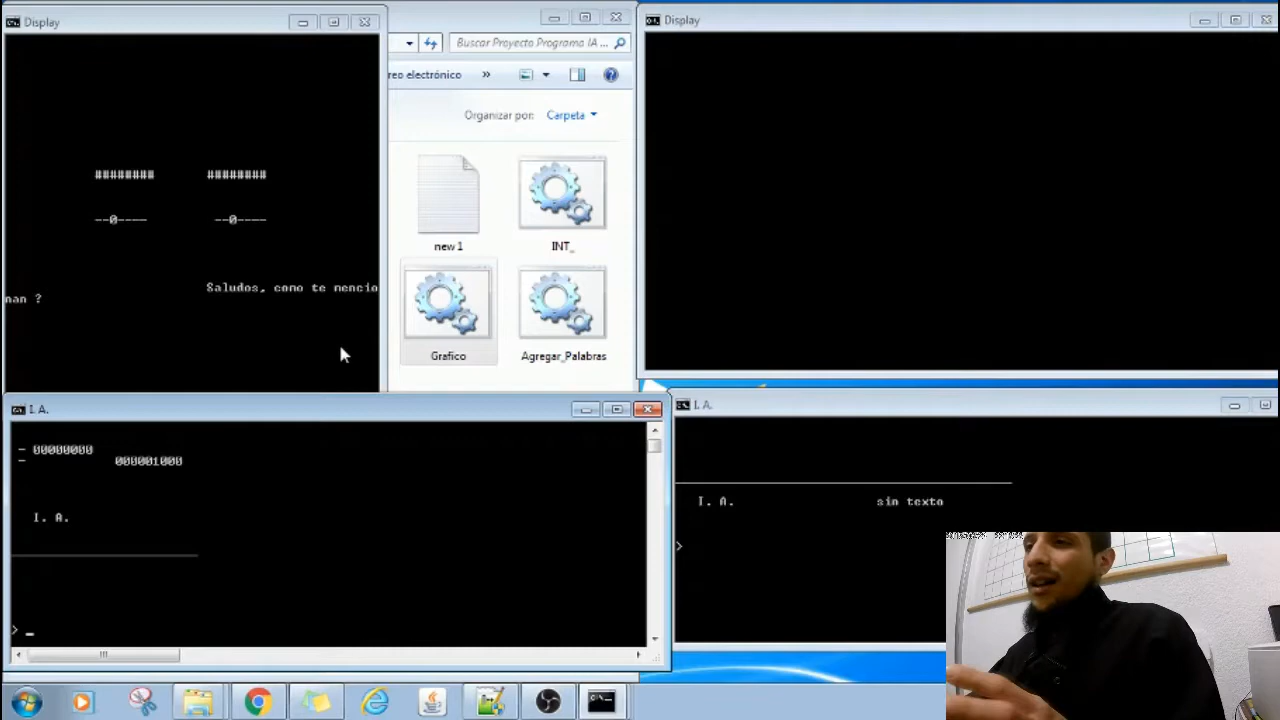 Display
########  ########
--0----  --0----
Saludos, como te mencio
nan ?
Buscar Proyecto Programa IA ...
reo electrónico »
Organizar por: Carpeta
new 1
INT_
Grafico
Agregar_Palabras
Display
I. A.
- 00000000
- 000001000
I. A.
> _
I. A.
I. A. sin texto
>